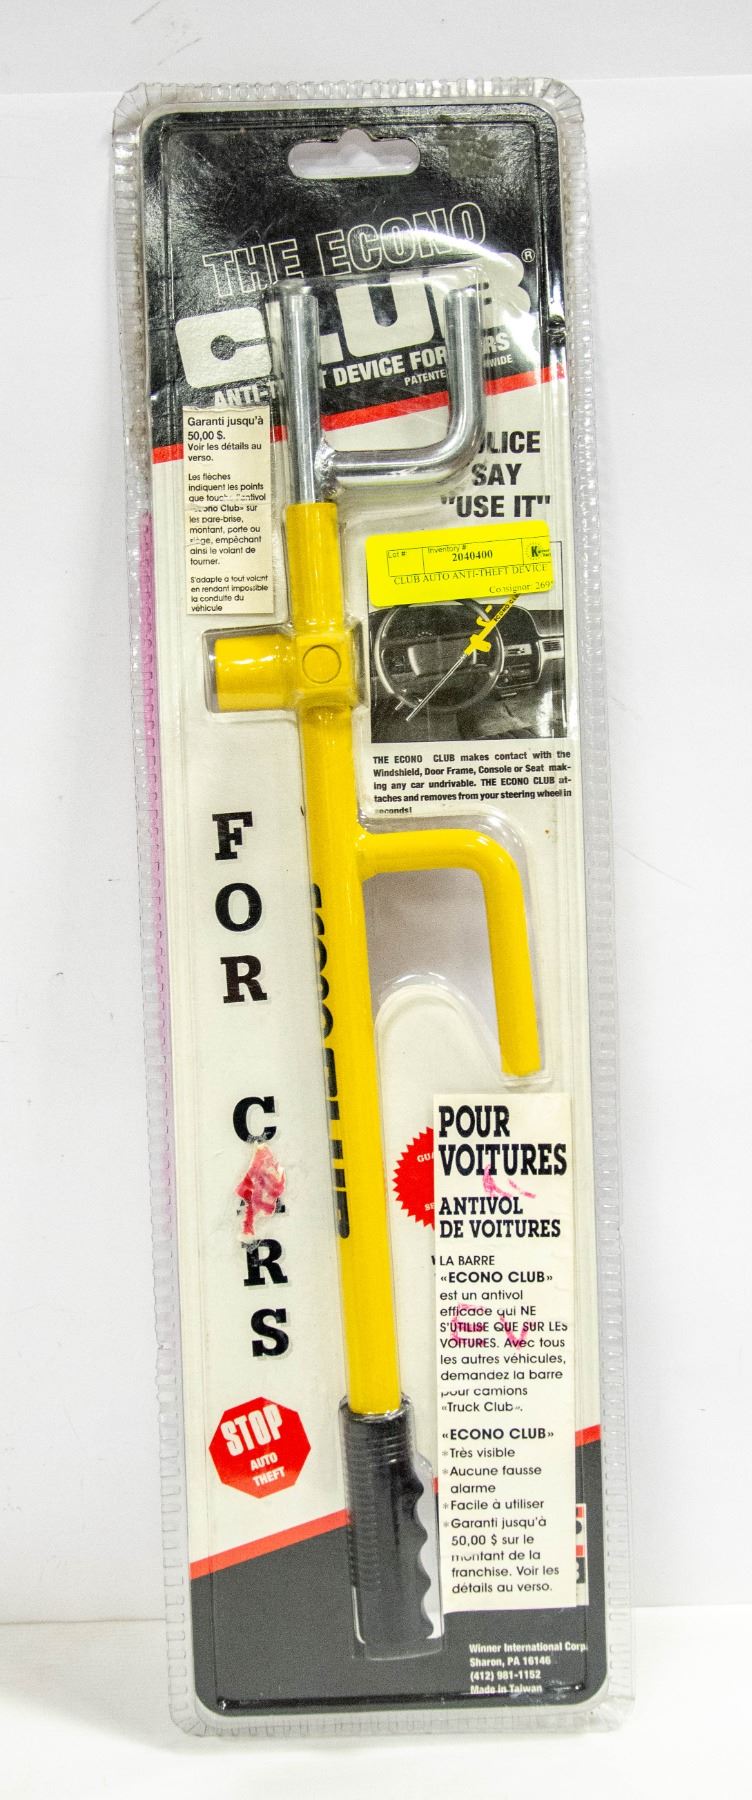 THE ECONO
CLUB®
DEVICE FOR
PATENTE
Garanti jusqu'à
50,00 $.
Voir les détails au
verso.
Les flèches
indiquent les points
que touche l'antivol
«Econo Club» sur
les pare-brise,
montant, porte ou
siège, empêchant
ainsi le volant de
tourner.
S'adapte a tout volant
en rendant impossible
la conduite du
véhicule
SAY
"USE IT"
Lot #: Inventory #
2040400
CLUB AUTO ANTI-THEFT DEVICE
Consignor: 269
THE ECONO CLUB makes contact with the
Windshield, Door Frame, Console or Seat mak-
ing any car undrivable. THE ECONO CLUB at-
taches and removes from your steering wheel in
seconds!
FOR
CARS
STOP
AUTO
THEFT
POUR
VOITURES
ANTIVOL
DE VOITURES
LA BARRE
«ECONO CLUB»
est un antivol
efficace qui NE
S'UTILISE QUE SUR LES
VOITURES. Avec tous
les autres véhicules,
demandez la barre
pour camions
«Truck Club».
«ECONO CLUB»
*Très visible
*Aucune fausse
alarme
*Facile à utiliser
*Garanti jusqu'à
50,00 $ sur le
montant de la
franchise. Voir les
détails au verso.
Winner International Corp.
Sharon, PA 16146
(412) 981-1152
Made in Taiwan